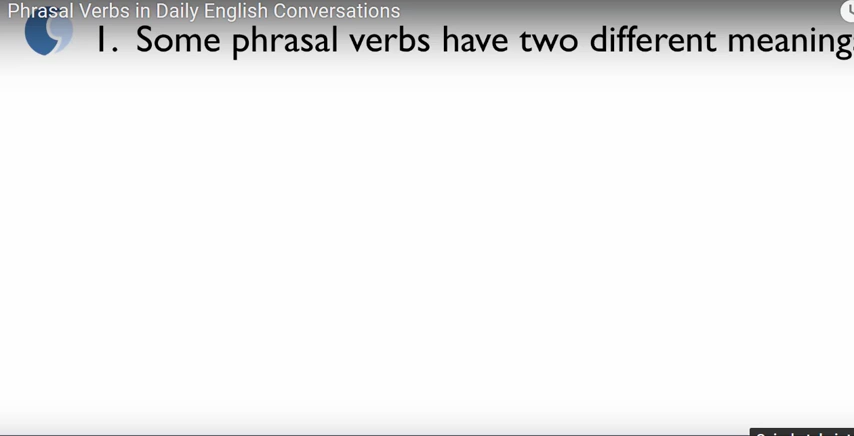 Phrasal Verbs in Daily English Conversations
1. Some phrasal verbs have two different meaning